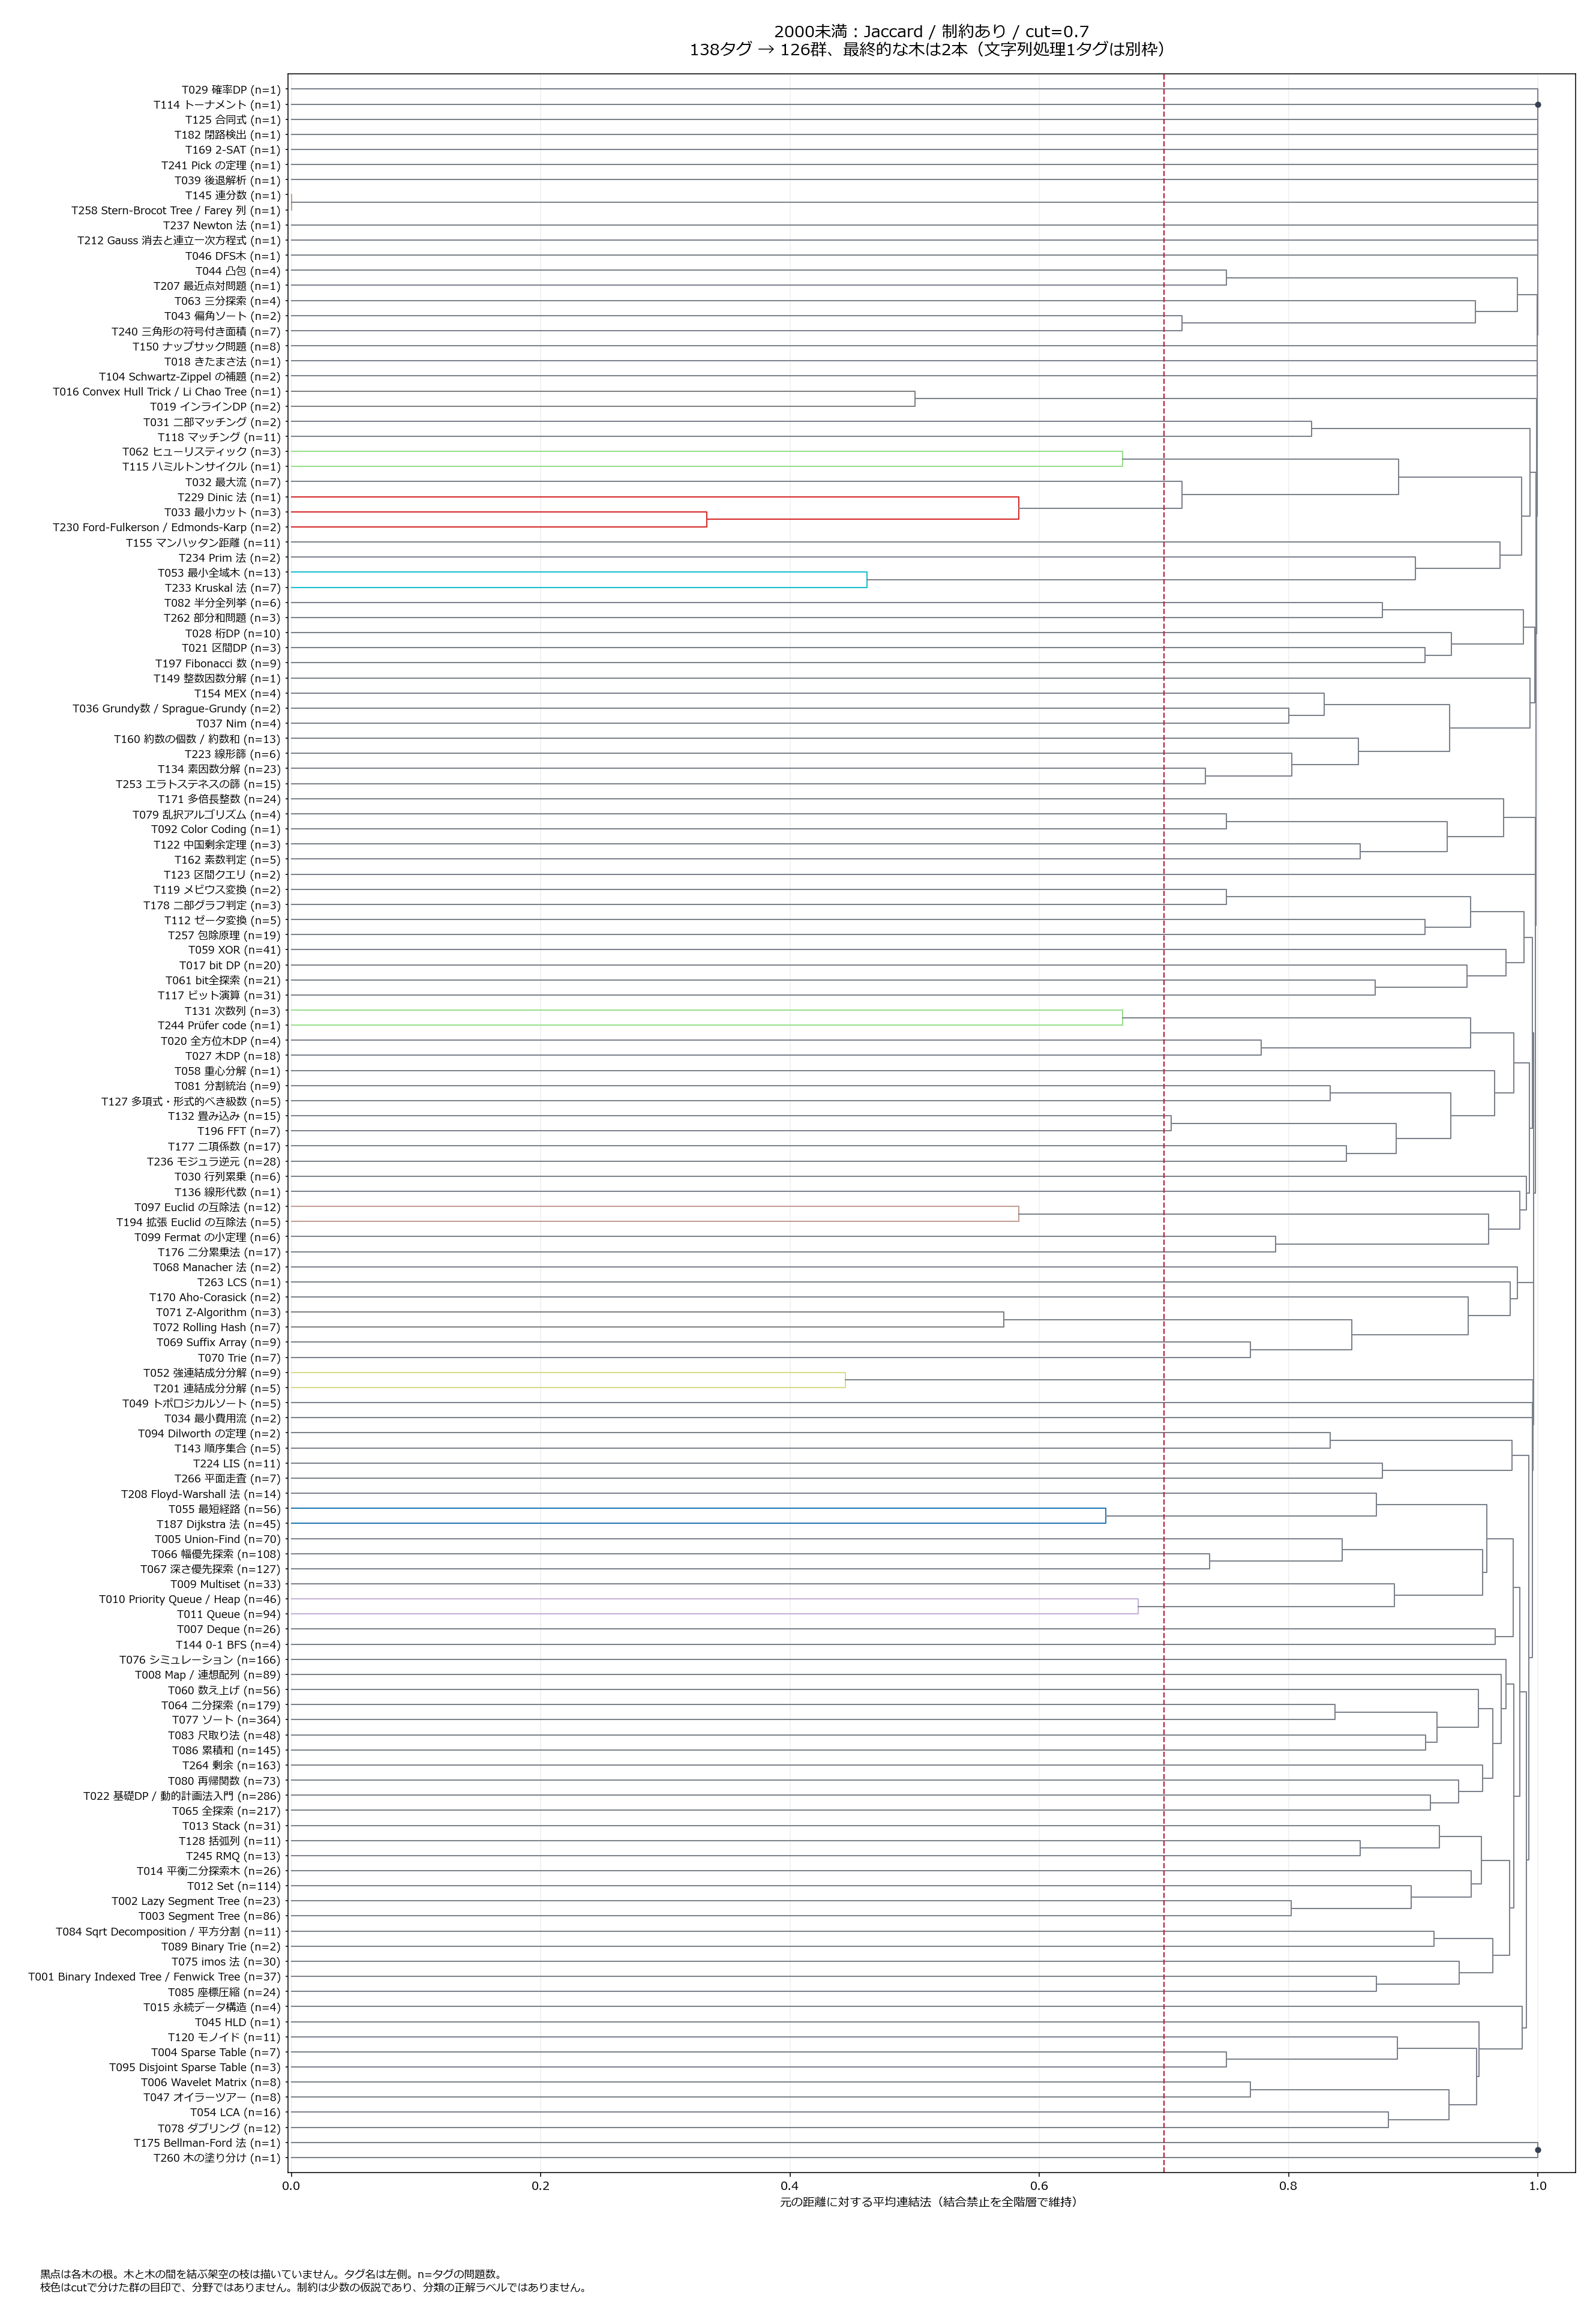 2000未満：Jaccard / 制約あり / cut=0.7
138タグ → 126群、最終的な木は2本（文字列処理1タグは別枠）
T029 確率DP (n=1)
T114 トーナメント (n=1)
T125 合同式 (n=1)
T182 閉路検出 (n=1)
T169 2-SAT (n=1)
T241 Pick の定理 (n=1)
T039 後退解析 (n=1)
T145 連分数 (n=1)
T258 Stern-Brocot Tree / Farey 列 (n=1)
T237 Newton 法 (n=1)
T212 Gauss 消去と連立一次方程式 (n=1)
T046 DFS木 (n=1)
T044 凸包 (n=4)
T207 最近点対問題 (n=1)
T063 三分探索 (n=4)
T043 偏角ソート (n=2)
T240 三角形の符号付き面積 (n=7)
T150 ナップサック問題 (n=8)
T018 きたまさ法 (n=1)
T104 Schwartz-Zippel の補題 (n=2)
T016 Convex Hull Trick / Li Chao Tree (n=1)
T019 インラインDP (n=2)
T031 二部マッチング (n=2)
T118 マッチング (n=11)
T062 ヒューリスティック (n=3)
T115 ハミルトンサイクル (n=1)
T032 最大流 (n=7)
T229 Dinic 法 (n=1)
T033 最小カット (n=3)
T230 Ford-Fulkerson / Edmonds-Karp (n=2)
T155 マンハッタン距離 (n=11)
T234 Prim 法 (n=2)
T053 最小全域木 (n=13)
T233 Kruskal 法 (n=7)
T082 半分全列挙 (n=6)
T262 部分和問題 (n=3)
T028 桁DP (n=10)
T021 区間DP (n=3)
T197 Fibonacci 数 (n=9)
T149 整数因数分解 (n=1)
T154 MEX (n=4)
T036 Grundy数 / Sprague-Grundy (n=2)
T037 Nim (n=4)
T160 約数の個数 / 約数和 (n=13)
T223 線形篩 (n=6)
T134 素因数分解 (n=23)
T253 エラトステネスの篩 (n=15)
T171 多倍長整数 (n=24)
T079 乱択アルゴリズム (n=4)
T092 Color Coding (n=1)
T122 中国剰余定理 (n=3)
T162 素数判定 (n=5)
T123 区間クエリ (n=2)
T119 メビウス変換 (n=2)
T178 二部グラフ判定 (n=3)
T112 ゼータ変換 (n=5)
T257 包除原理 (n=19)
T059 XOR (n=41)
T017 bit DP (n=20)
T061 bit全探索 (n=21)
T117 ビット演算 (n=31)
T131 次数列 (n=3)
T244 Prüfer code (n=1)
T020 全方位木DP (n=4)
T027 木DP (n=18)
T058 重心分解 (n=1)
T081 分割統治 (n=9)
T127 多項式・形式的べき級数 (n=5)
T132 畳み込み (n=15)
T196 FFT (n=7)
T177 二項係数 (n=17)
T236 モジュラ逆元 (n=28)
T030 行列累乗 (n=6)
T136 線形代数 (n=1)
T097 Euclid の互除法 (n=12)
T194 拡張 Euclid の互除法 (n=5)
T099 Fermat の小定理 (n=6)
T176 二分累乗法 (n=17)
T068 Manacher 法 (n=2)
T263 LCS (n=1)
T170 Aho-Corasick (n=2)
T071 Z-Algorithm (n=3)
T072 Rolling Hash (n=7)
T069 Suffix Array (n=9)
T070 Trie (n=7)
T052 強連結成分分解 (n=9)
T201 連結成分分解 (n=5)
T049 トポロジカルソート (n=5)
T034 最小費用流 (n=2)
T094 Dilworth の定理 (n=2)
T143 順序集合 (n=5)
T224 LIS (n=11)
T266 平面走査 (n=7)
T208 Floyd-Warshall 法 (n=14)
T055 最短経路 (n=56)
T187 Dijkstra 法 (n=45)
T005 Union-Find (n=70)
T066 幅優先探索 (n=108)
T067 深さ優先探索 (n=127)
T009 Multiset (n=33)
T010 Priority Queue / Heap (n=46)
T011 Queue (n=94)
T007 Deque (n=26)
T144 0-1 BFS (n=4)
T076 シミュレーション (n=166)
T008 Map / 連想配列 (n=89)
T060 数え上げ (n=56)
T064 二分探索 (n=179)
T077 ソート (n=364)
T083 尺取り法 (n=48)
T086 累積和 (n=145)
T264 剰余 (n=163)
T080 再帰関数 (n=73)
T022 基礎DP / 動的計画法入門 (n=286)
T065 全探索 (n=217)
T013 Stack (n=31)
T128 括弧列 (n=11)
T245 RMQ (n=13)
T014 平衡二分探索木 (n=26)
T012 Set (n=114)
T002 Lazy Segment Tree (n=23)
T003 Segment Tree (n=86)
T084 Sqrt Decomposition / 平方分割 (n=11)
T089 Binary Trie (n=2)
T075 imos 法 (n=30)
T001 Binary Indexed Tree / Fenwick Tree (n=37)
T085 座標圧縮 (n=24)
T015 永続データ構造 (n=4)
T045 HLD (n=1)
T120 モノイド (n=11)
T004 Sparse Table (n=7)
T095 Disjoint Sparse Table (n=3)
T006 Wavelet Matrix (n=8)
T047 オイラーツアー (n=8)
T054 LCA (n=16)
T078 ダブリング (n=12)
T175 Bellman-Ford 法 (n=1)
T260 木の塗り分け (n=1)
0.0 0.2 0.4 0.6 0.8 1.0
元の距離に対する平均連結法（結合禁止を全階層で維持）
黒点は各木の根。木と木の間を結ぶ架空の枝は描いていません。タグ名は左側。n=タグの問題数。
枝色はcutで分けた群の目印で、分野ではありません。制約は少数の仮説であり、分類の正解ラベルではありません。